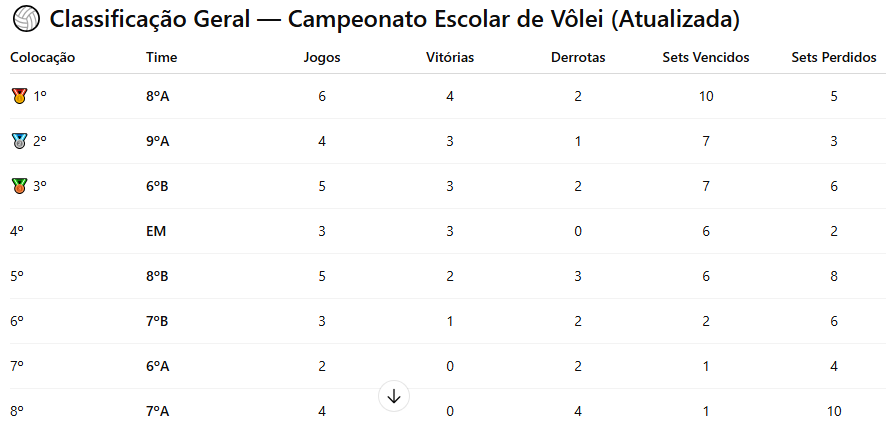 Classificação Geral — Campeonato Escolar de Vôlei (Atualizada)
Colocação Time Jogos Vitórias Derrotas Sets Vencidos Sets Perdidos
1º 8ºA 6 4 2 10 5
2º 9ºA 4 3 1 7 3
3º 6ºB 5 3 2 7 6
4º EM 3 3 0 6 2
5º 8ºB 5 2 3 6 8
6º 7ºB 3 1 2 2 6
7º 6ºA 2 0 2 1 4
8º 7ºA 4 0 4 1 10